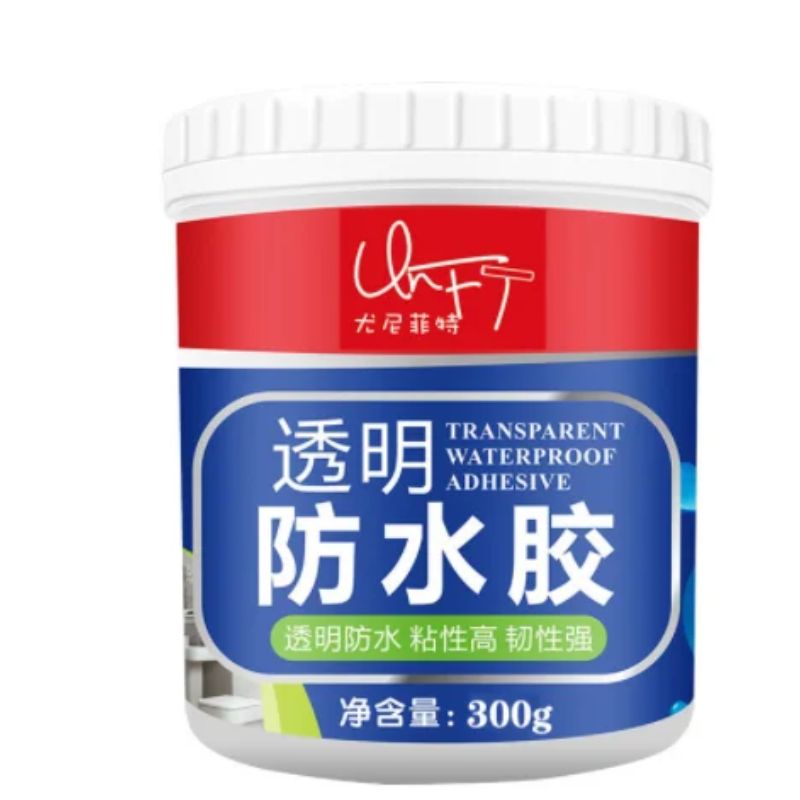 UNFT
尤尼菲特
透明
TRANSPARENT
WATERPROOF
ADHESIVE
防水胶
透明防水 粘性高 韧性强
净含量：300g